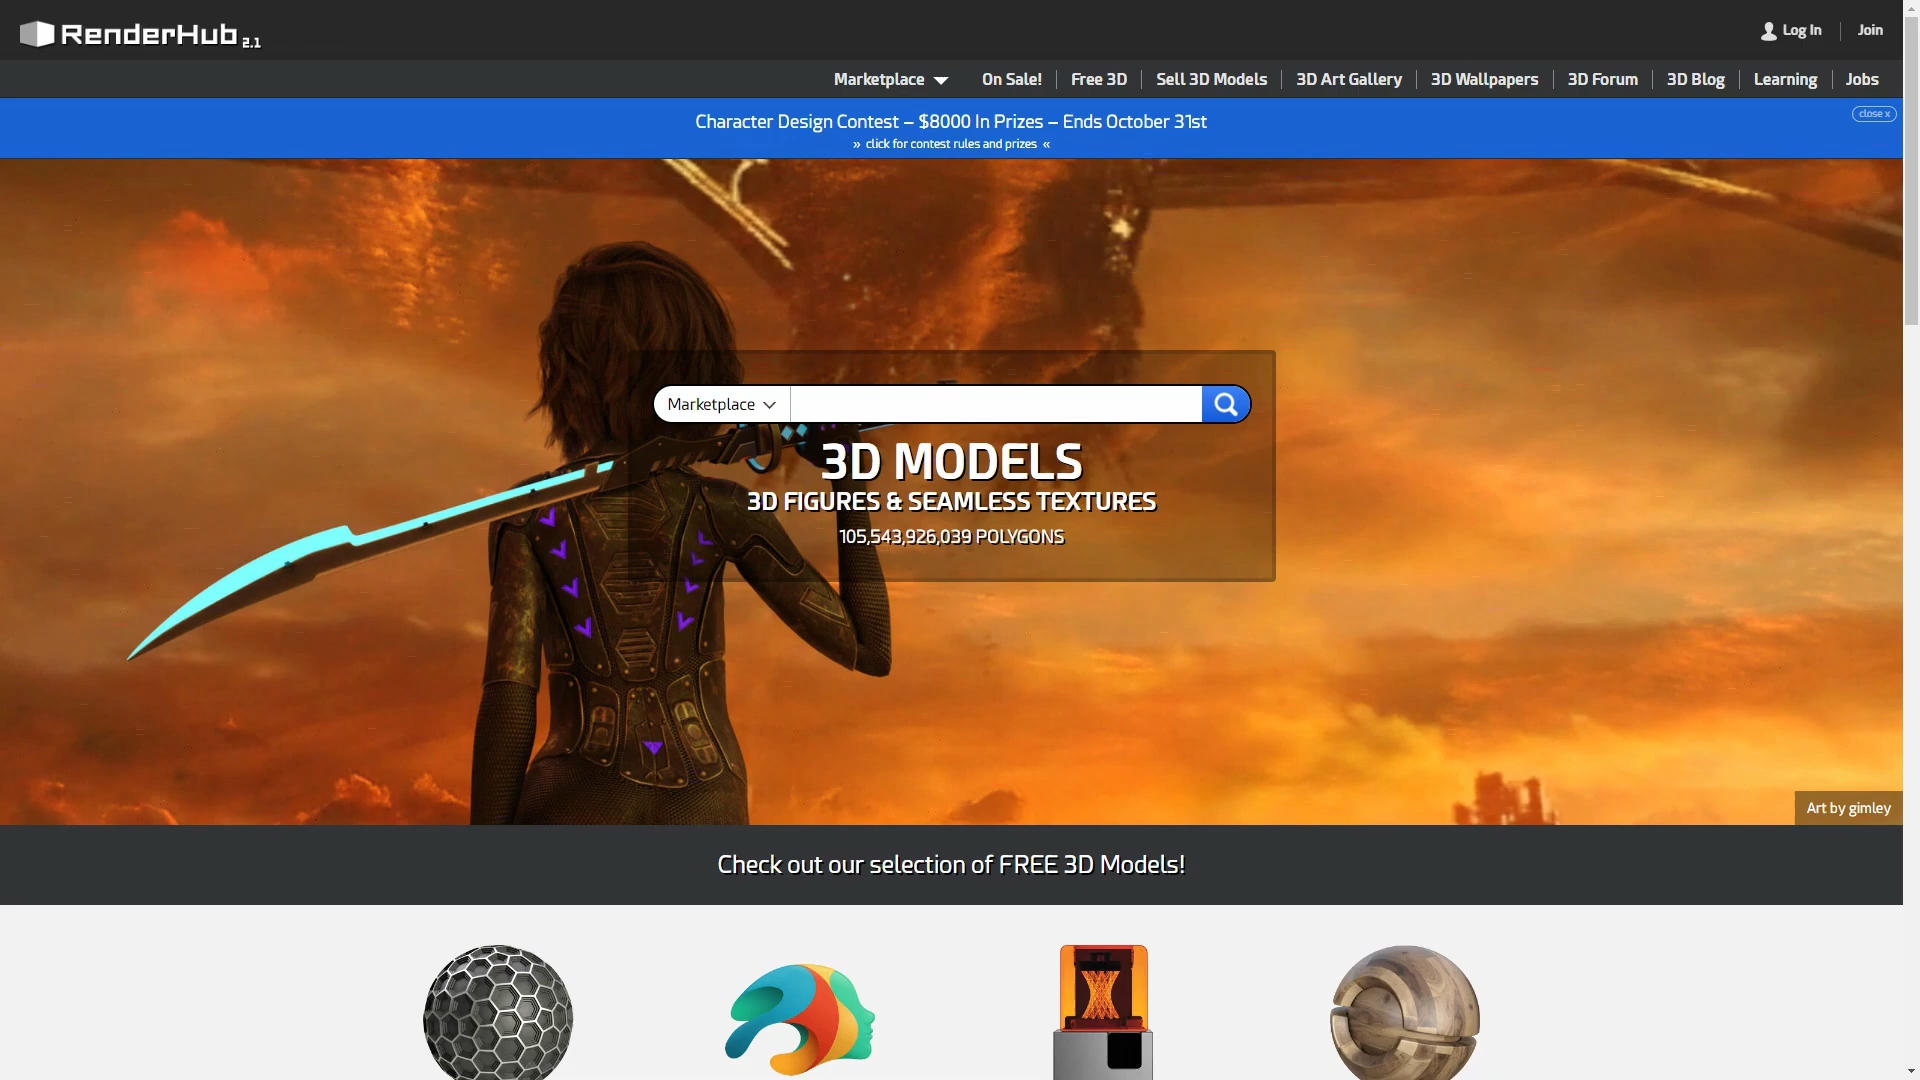 RenderHub 2.1
Log In
Join
Marketplace
On Sale!
Free 3D
Sell 3D Models
3D Art Gallery
3D Wallpapers
3D Forum
3D Blog
Learning
Jobs
Character Design Contest – $8000 In Prizes – Ends October 31st
close x
» click for contest rules and prizes «
Marketplace
3D MODELS
3D FIGURES & SEAMLESS TEXTURES
105,543,926,039 POLYGONS
Art by gimley
Check out our selection of FREE 3D Models!